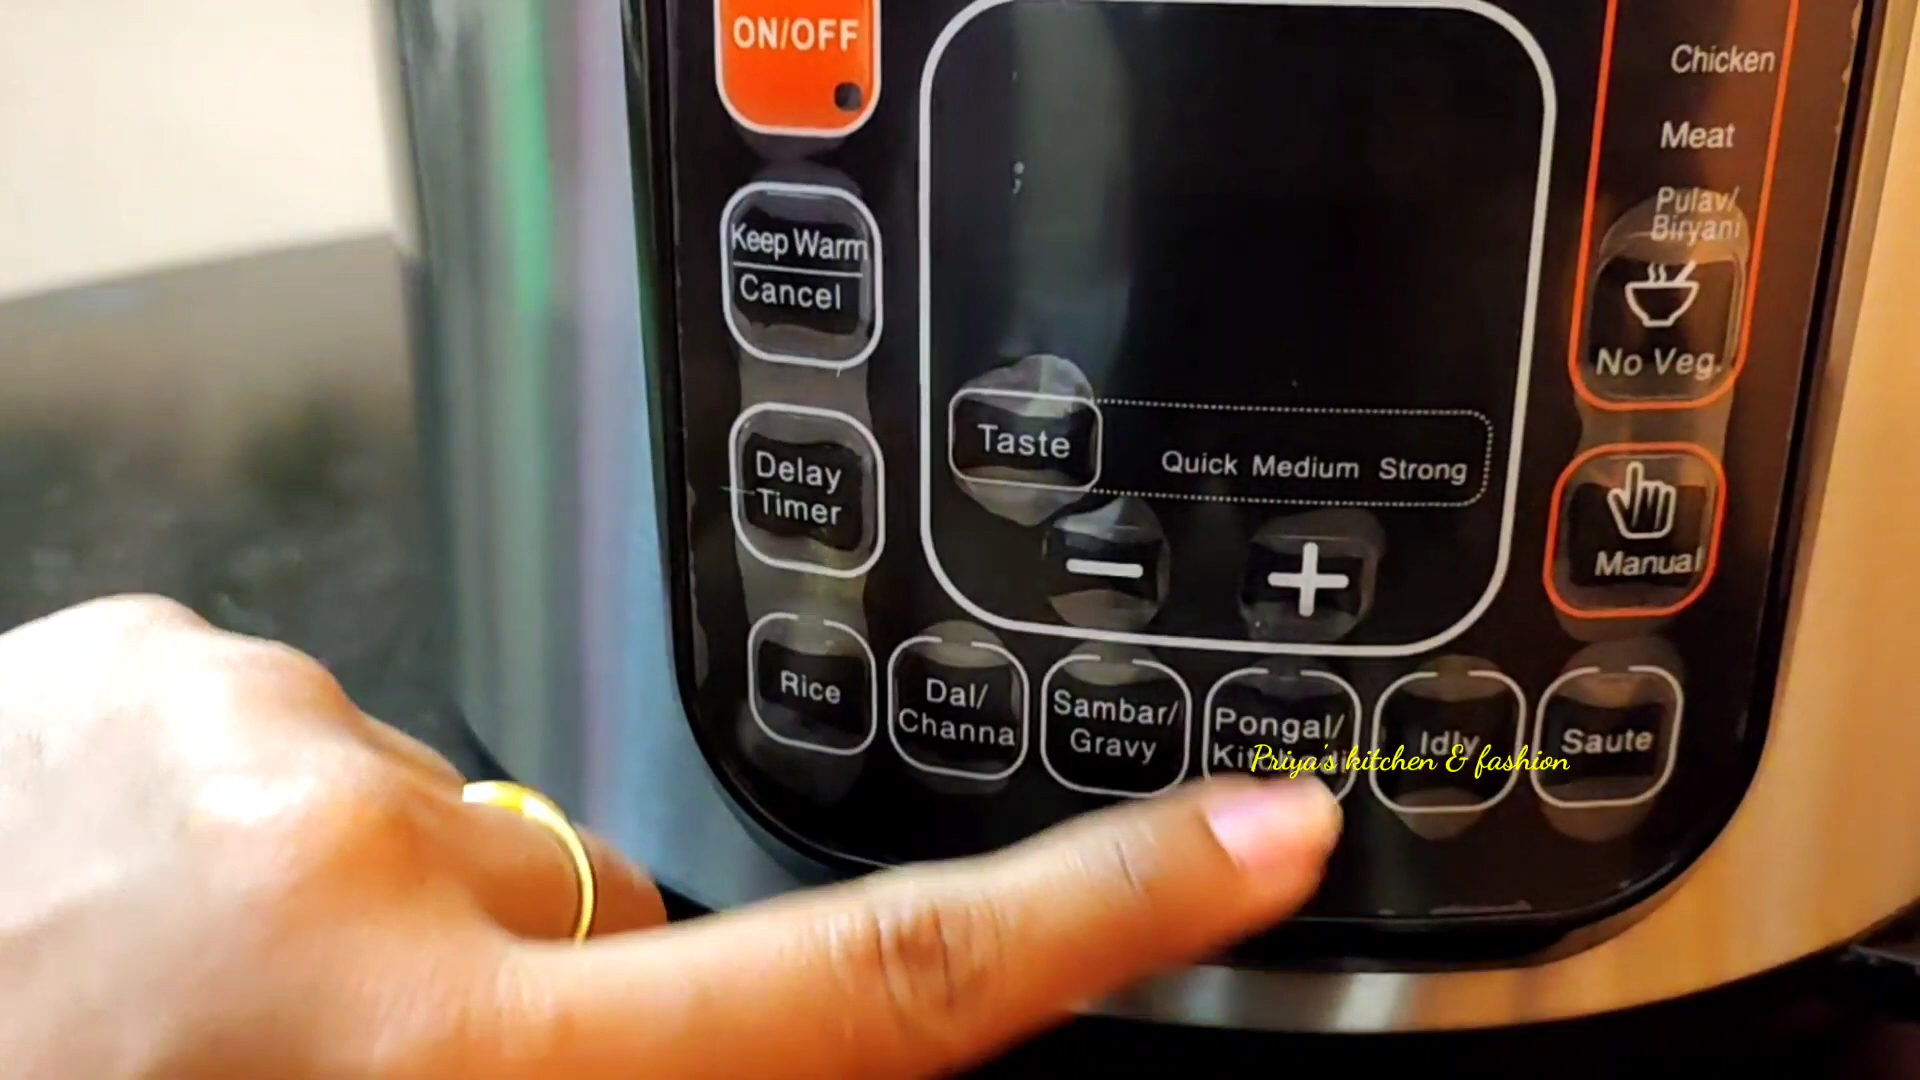 ON/OFF
Keep Warm
Cancel
Delay
Timer
Taste
Quick Medium Strong
Chicken
Meat
Pulav/
Biryani
No Veg.
Manual
Rice
Dal/
Channa
Sambar/
Gravy
Pongal/
Idly
Saute
Priya's kitchen & fashion